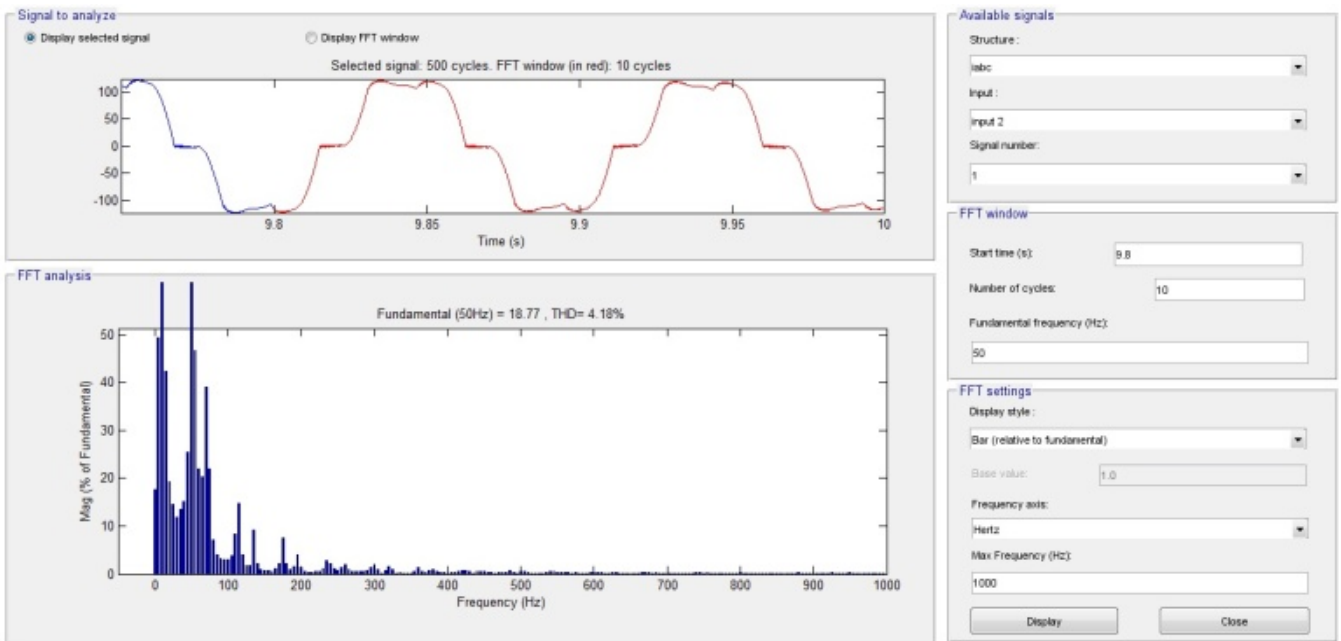 Signal to analyze
Display selected signal
Display FFT window
Selected signal: 500 cycles. FFT window (in red): 10 cycles
100
50
0
-50
-100
9.8
9.85
9.9
9.95
10
Time (s)
FFT analysis
Fundamental (50Hz) = 18.77 , THD= 4.18%
Mag (% of Fundamental)
50
40
30
20
10
0
0
100
200
300
400
500
600
700
800
900
1000
Frequency (Hz)
Available signals
Structure :
iabc
Input :
input 2
Signal number:
1
FFT window
Start time (s):
9.8
Number of cycles:
10
Fundamental frequency (Hz):
50
FFT settings
Display style :
Bar (relative to fundamental)
Base value:
1.0
Frequency axis:
Hertz
Max Frequency (Hz):
1000
Display
Close